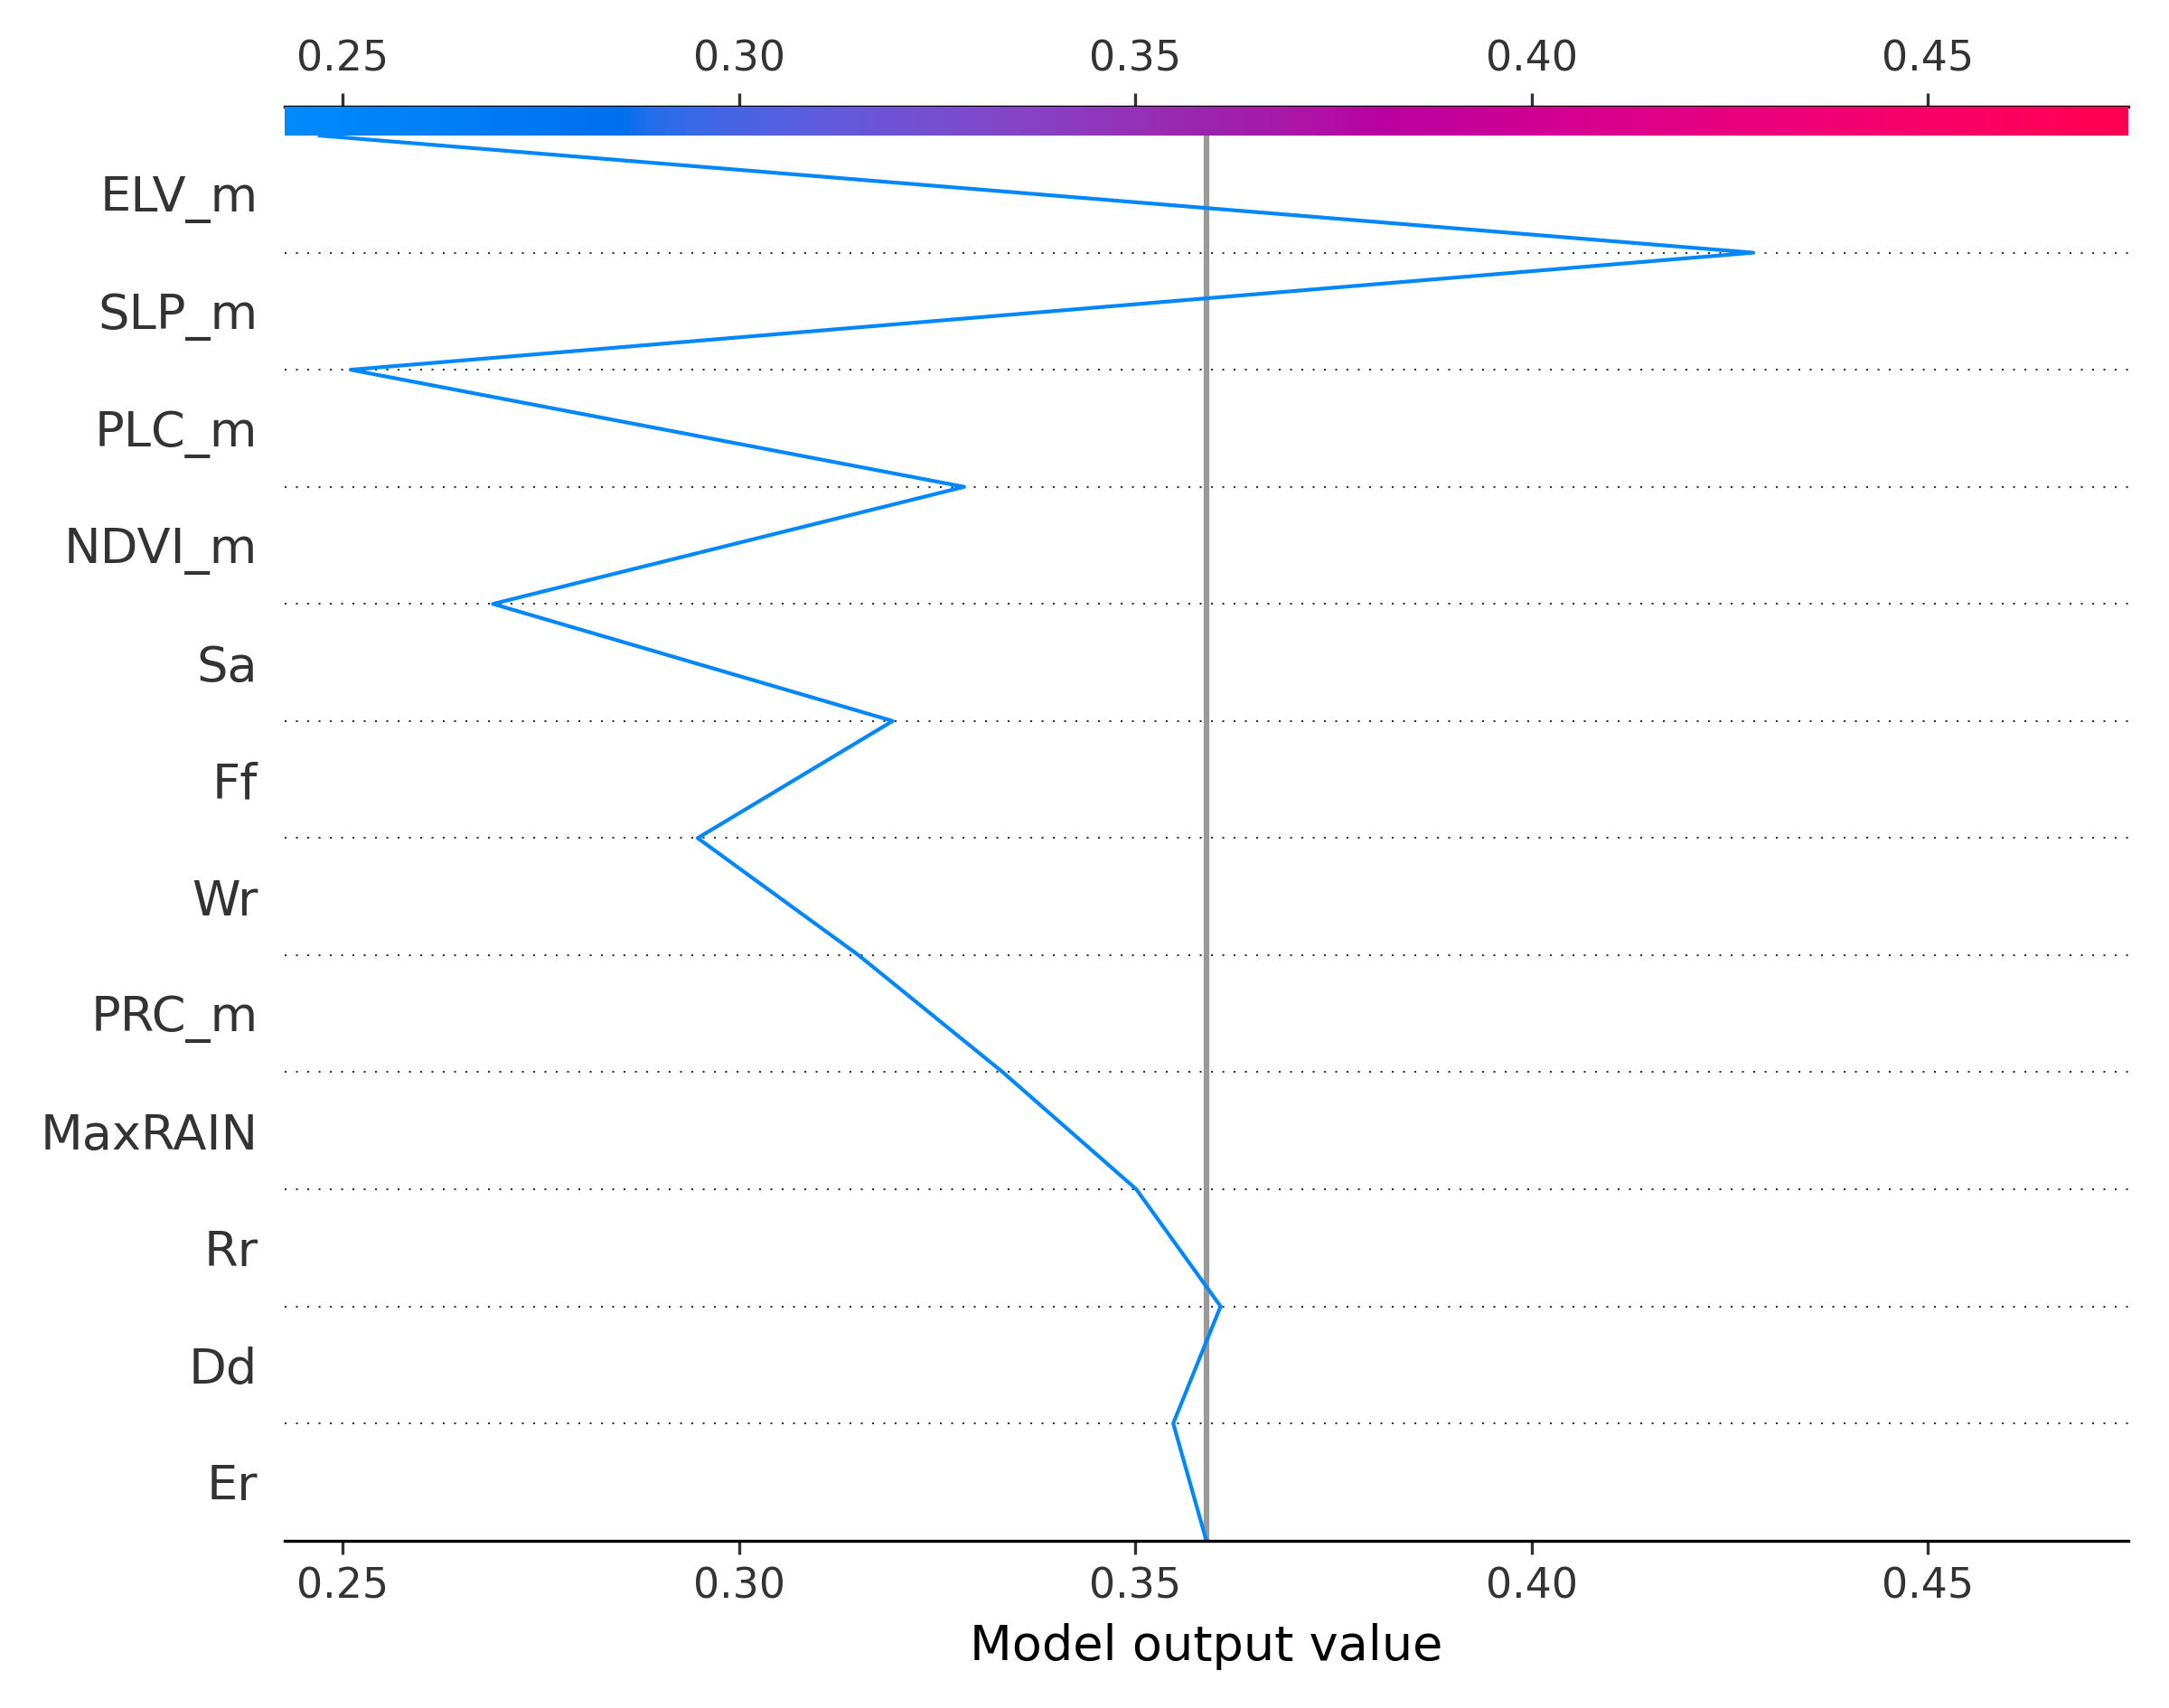 0.25 0.30 0.35 0.40 0.45
ELV_m
SLP_m
PLC_m
NDVI_m
Sa
Ff
Wr
PRC_m
MaxRAIN
Rr
Dd
Er
0.25 0.30 0.35 0.40 0.45
Model output value